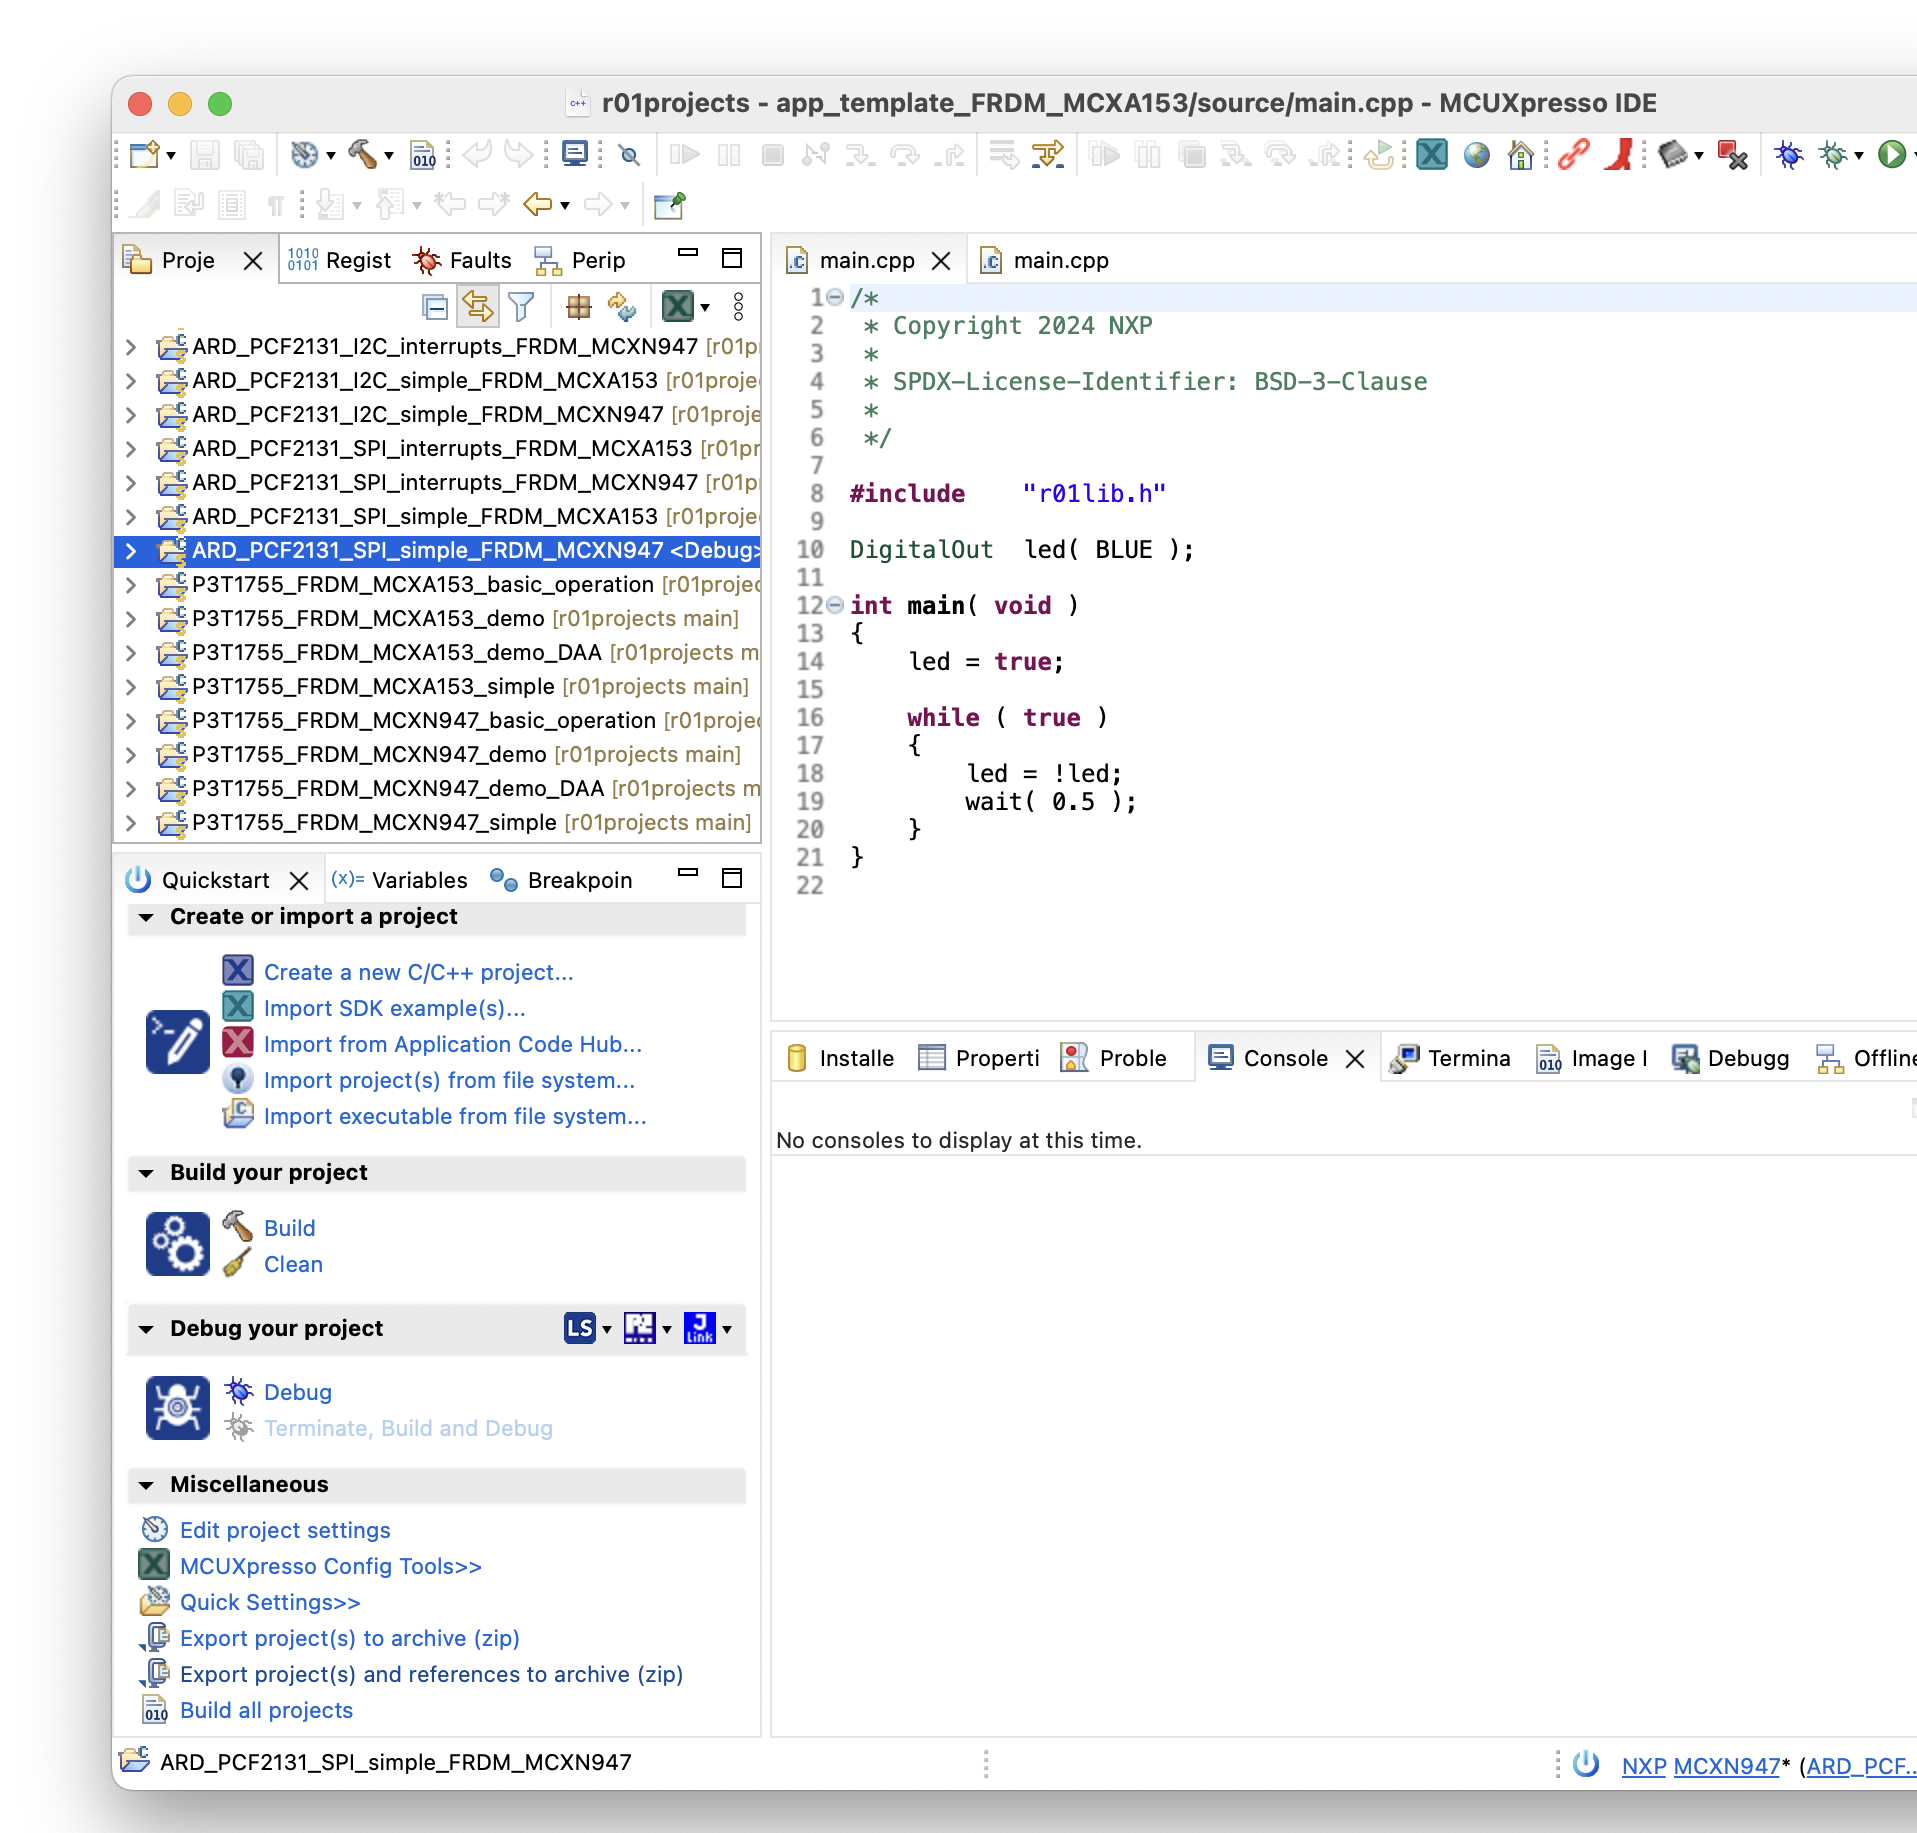 r01projects - app_template_FRDM_MCXA153/source/main.cpp - MCUXpresso IDE
Proje
Regist
Faults
Perip
ARD_PCF2131_I2C_interrupts_FRDM_MCXN947 [r01p
ARD_PCF2131_I2C_simple_FRDM_MCXA153 [r01proje
ARD_PCF2131_I2C_simple_FRDM_MCXN947 [r01proje
ARD_PCF2131_SPI_interrupts_FRDM_MCXA153 [r01pr
ARD_PCF2131_SPI_interrupts_FRDM_MCXN947 [r01p
ARD_PCF2131_SPI_simple_FRDM_MCXA153 [r01proje
ARD_PCF2131_SPI_simple_FRDM_MCXN947 <Debug>
P3T1755_FRDM_MCXA153_basic_operation [r01projec
P3T1755_FRDM_MCXA153_demo [r01projects main]
P3T1755_FRDM_MCXA153_demo_DAA [r01projects m
P3T1755_FRDM_MCXA153_simple [r01projects main]
P3T1755_FRDM_MCXN947_basic_operation [r01projec
P3T1755_FRDM_MCXN947_demo [r01projects main]
P3T1755_FRDM_MCXN947_demo_DAA [r01projects m
P3T1755_FRDM_MCXN947_simple [r01projects main]
main.cpp
main.cpp
1 /*
2 * Copyright 2024 NXP
3 *
4 * SPDX-License-Identifier: BSD-3-Clause
5 *
6 */
7
8 #include "r01lib.h"
9
10 DigitalOut led( BLUE );
11
12 int main( void )
13 {
14 led = true;
15
16 while ( true )
17 {
18 led = !led;
19 wait( 0.5 );
20 }
21 }
22
Quickstart
(x)= Variables
Breakpoin
Create or import a project
Create a new C/C++ project...
Import SDK example(s)...
Import from Application Code Hub...
Import project(s) from file system...
Import executable from file system...
Build your project
Build
Clean
Debug your project
LS
J Link
Debug
Terminate, Build and Debug
Miscellaneous
Edit project settings
MCUXpresso Config Tools>>
Quick Settings>>
Export project(s) to archive (zip)
Export project(s) and references to archive (zip)
Build all projects
Installe
Properti
Proble
Console
Termina
Image I
Debugg
Offline
No consoles to display at this time.
ARD_PCF2131_SPI_simple_FRDM_MCXN947
NXP MCXN947* (ARD_PCF...